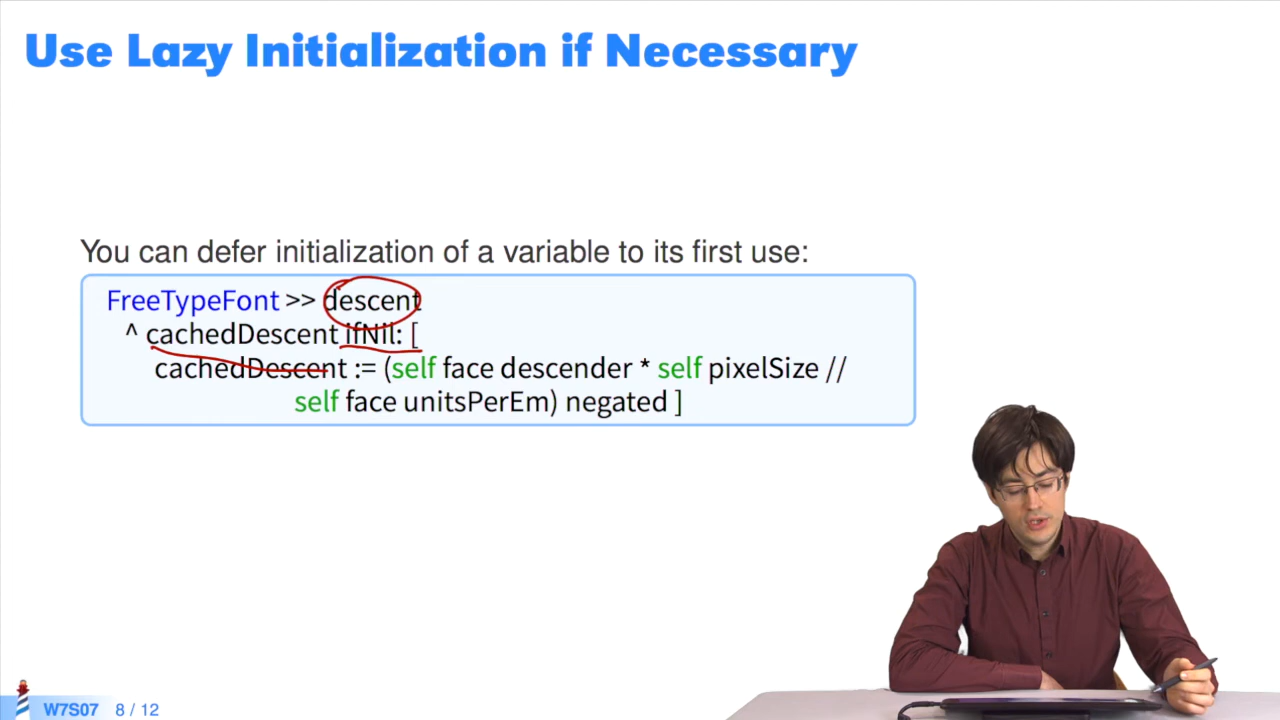 Use Lazy Initialization if Necessary
You can defer initialization of a variable to its first use:
FreeTypeFont >> descent
^ cachedDescent ifNil: [
cachedDescent := (self face descender * self pixelSize //
self face unitsPerEm) negated ]
W7S07 8 / 12